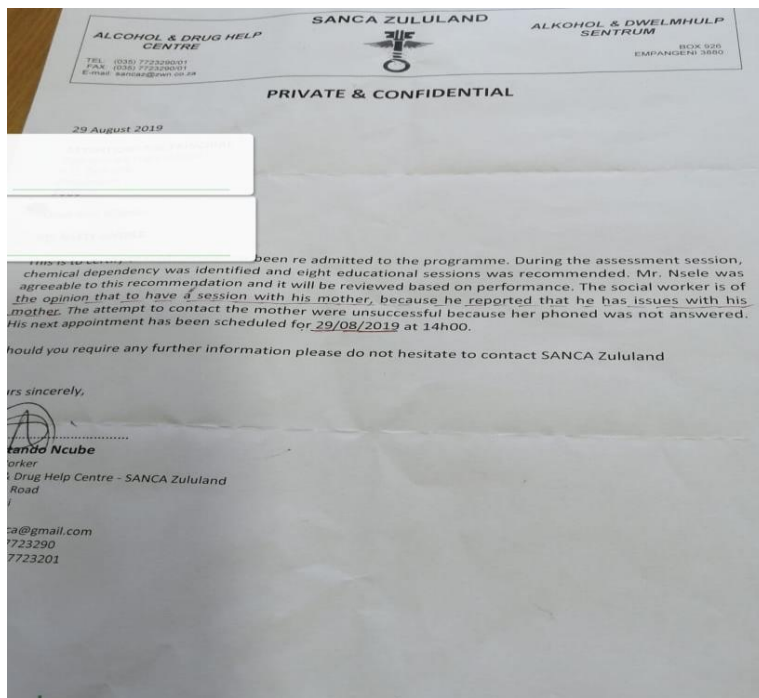 SANCA ZULULAND
ALCOHOL & DRUG HELP
CENTRE
TEL: (035) 7723290/01
FAX: (035) 7723290/01
E-mail: sancaz@zwn.co.za
ALKOHOL & DWELMHULP
SENTRUM
BOX 926
EMPANGENI 3880
PRIVATE & CONFIDENTIAL
29 August 2019
This is to certify been re admitted to the programme. During the assessment session,
chemical dependency was identified and eight educational sessions was recommended. Mr. Nsele was
agreeable to this recommendation and it will be reviewed based on performance. The social worker is of
the opinion that to have a session with his mother, because he reported that he has issues with his
mother. The attempt to contact the mother were unsuccessful because her phoned was not answered.
His next appointment has been scheduled for 29/08/2019 at 14h00.
hould you require any further information please do not hesitate to contact SANCA Zululand
urs sincerely,
tando Ncube
orker
Drug Help Centre - SANCA Zululand
Road
i
ca@gmail.com
7723290
7723201